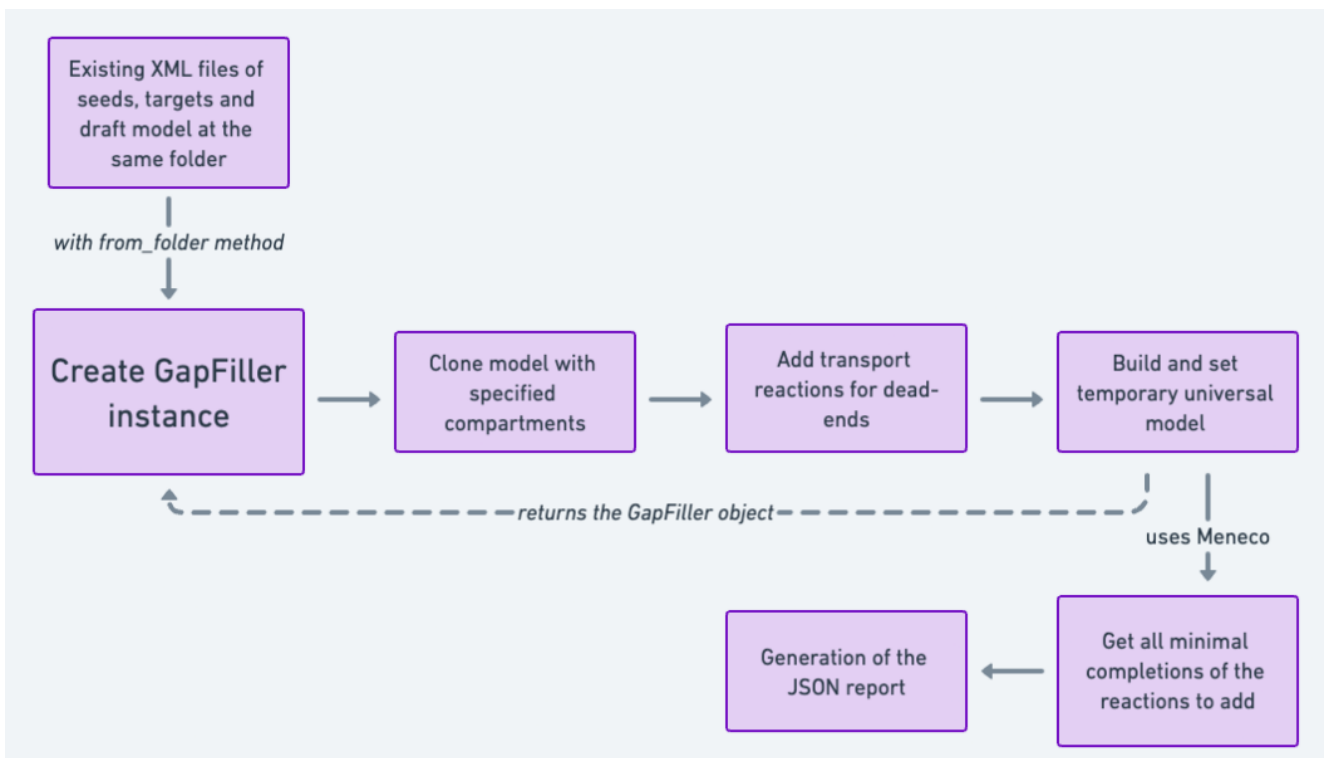 Existing XML files of
seeds, targets and
draft model at the
same folder
with from_folder method
Create GapFiller
instance
Clone model with
specified
compartments
Add transport
reactions for dead-
ends
Build and set
temporary universal
model
returns the GapFiller object
uses Meneco
Get all minimal
completions of the
reactions to add
Generation of the
JSON report